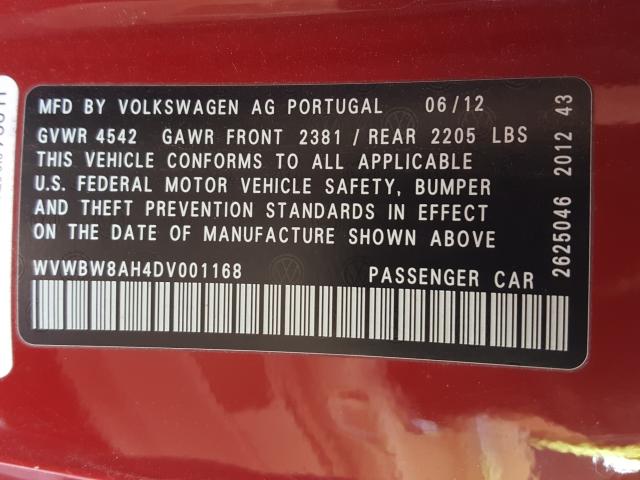 MFD BY VOLKSWAGEN AG PORTUGAL 06/12
GVWR 4542 GAWR FRONT 2381 / REAR 2205 LBS
THIS VEHICLE CONFORMS TO ALL APPLICABLE
U.S. FEDERAL MOTOR VEHICLE SAFETY, BUMPER
AND THEFT PREVENTION STANDARDS IN EFFECT
ON THE DATE OF MANUFACTURE SHOWN ABOVE
WVWBW8AH4DV001168 PASSENGER CAR
2625046 2012 43